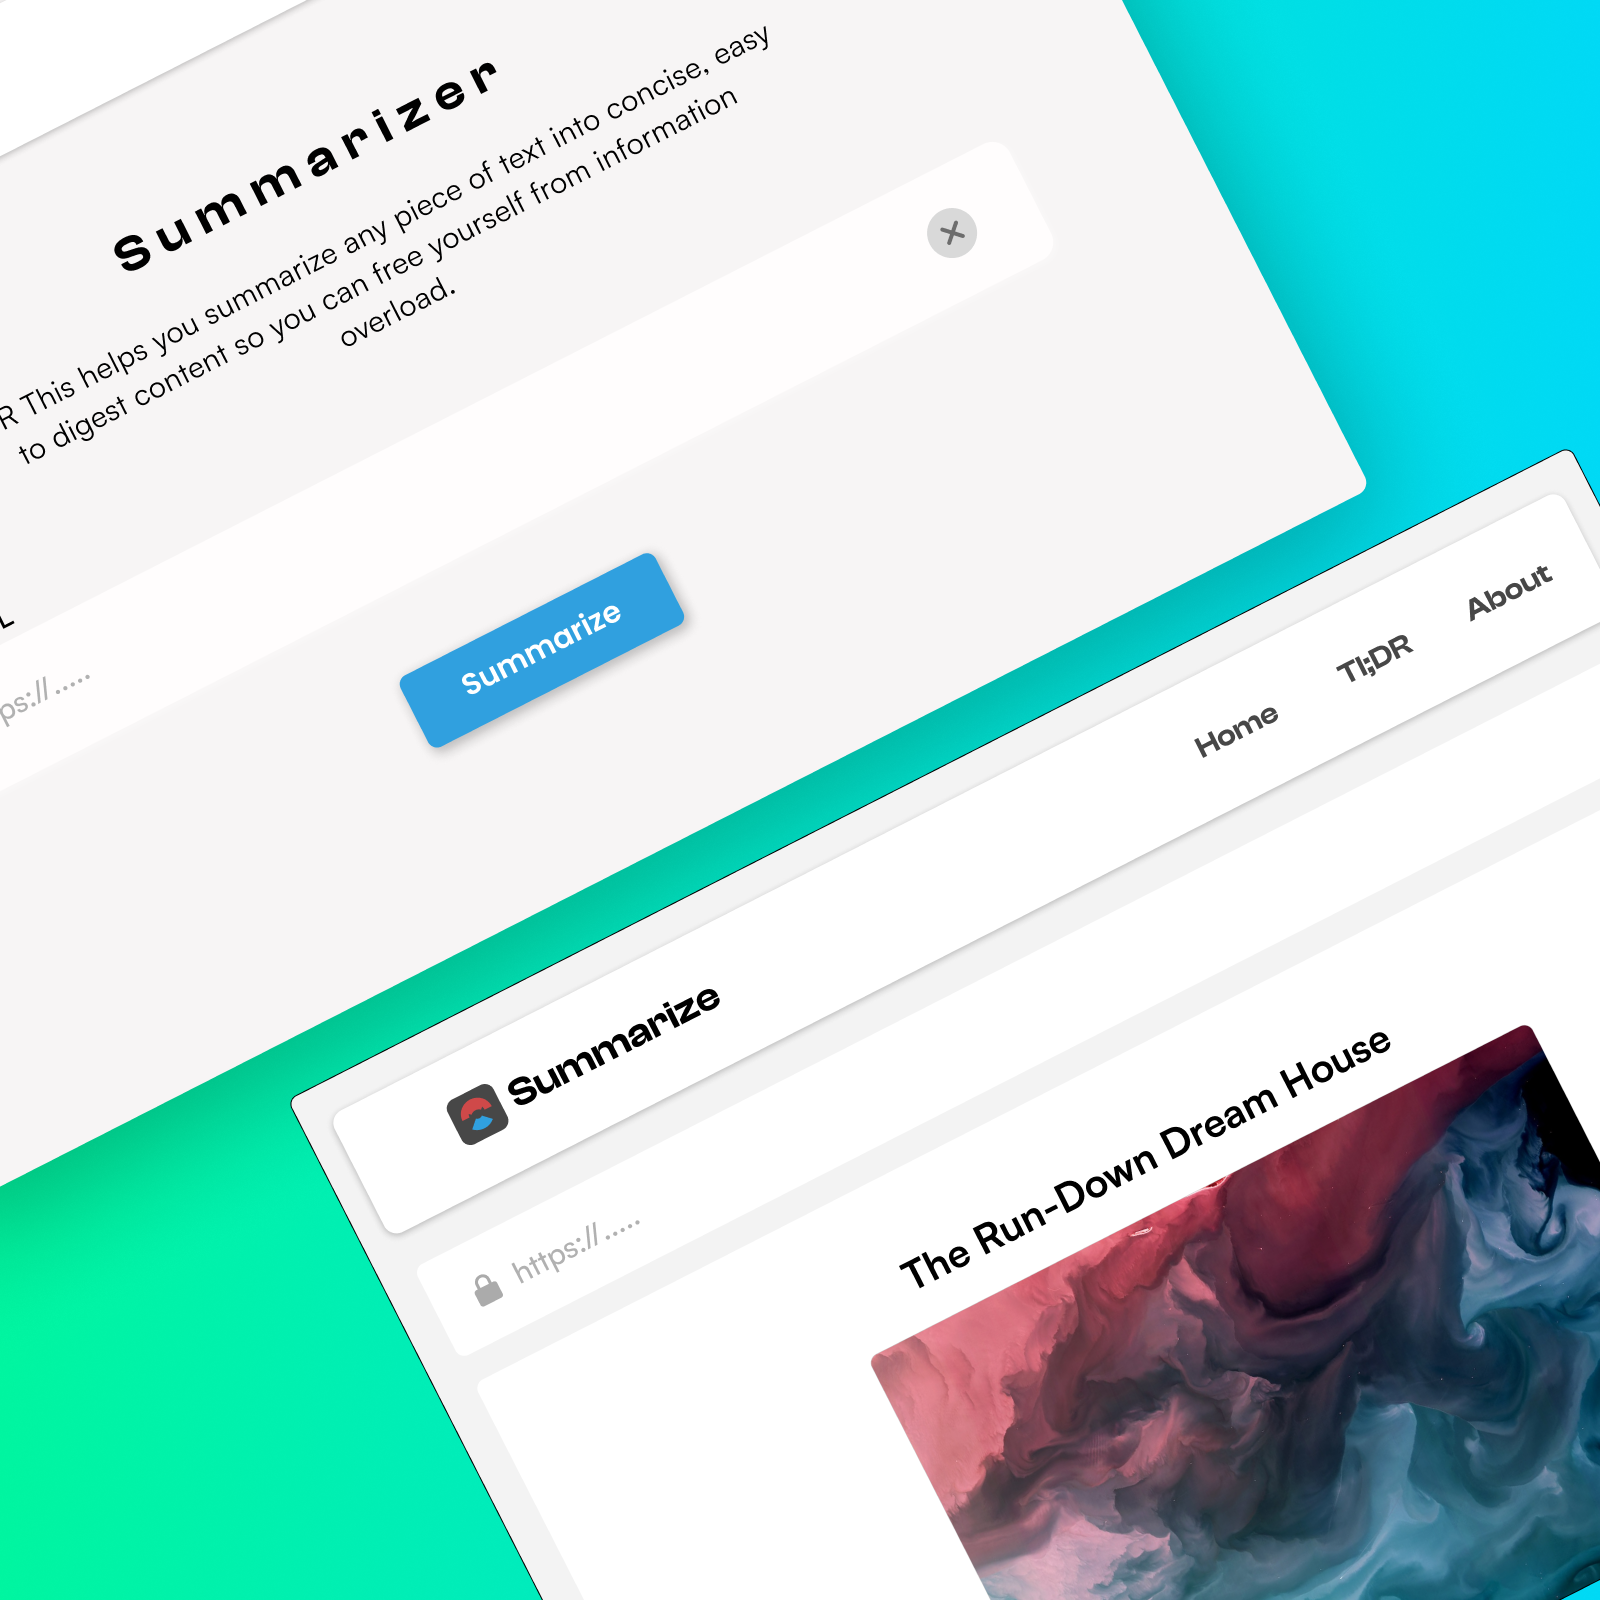 Summarizer
R This helps you summarize any piece of text into concise, easy
to digest content so you can free yourself from information
overload.
L
ps://.....
Summarize
Summarize
Home
Tl;DR
About
https://.....
The Run-Down Dream House